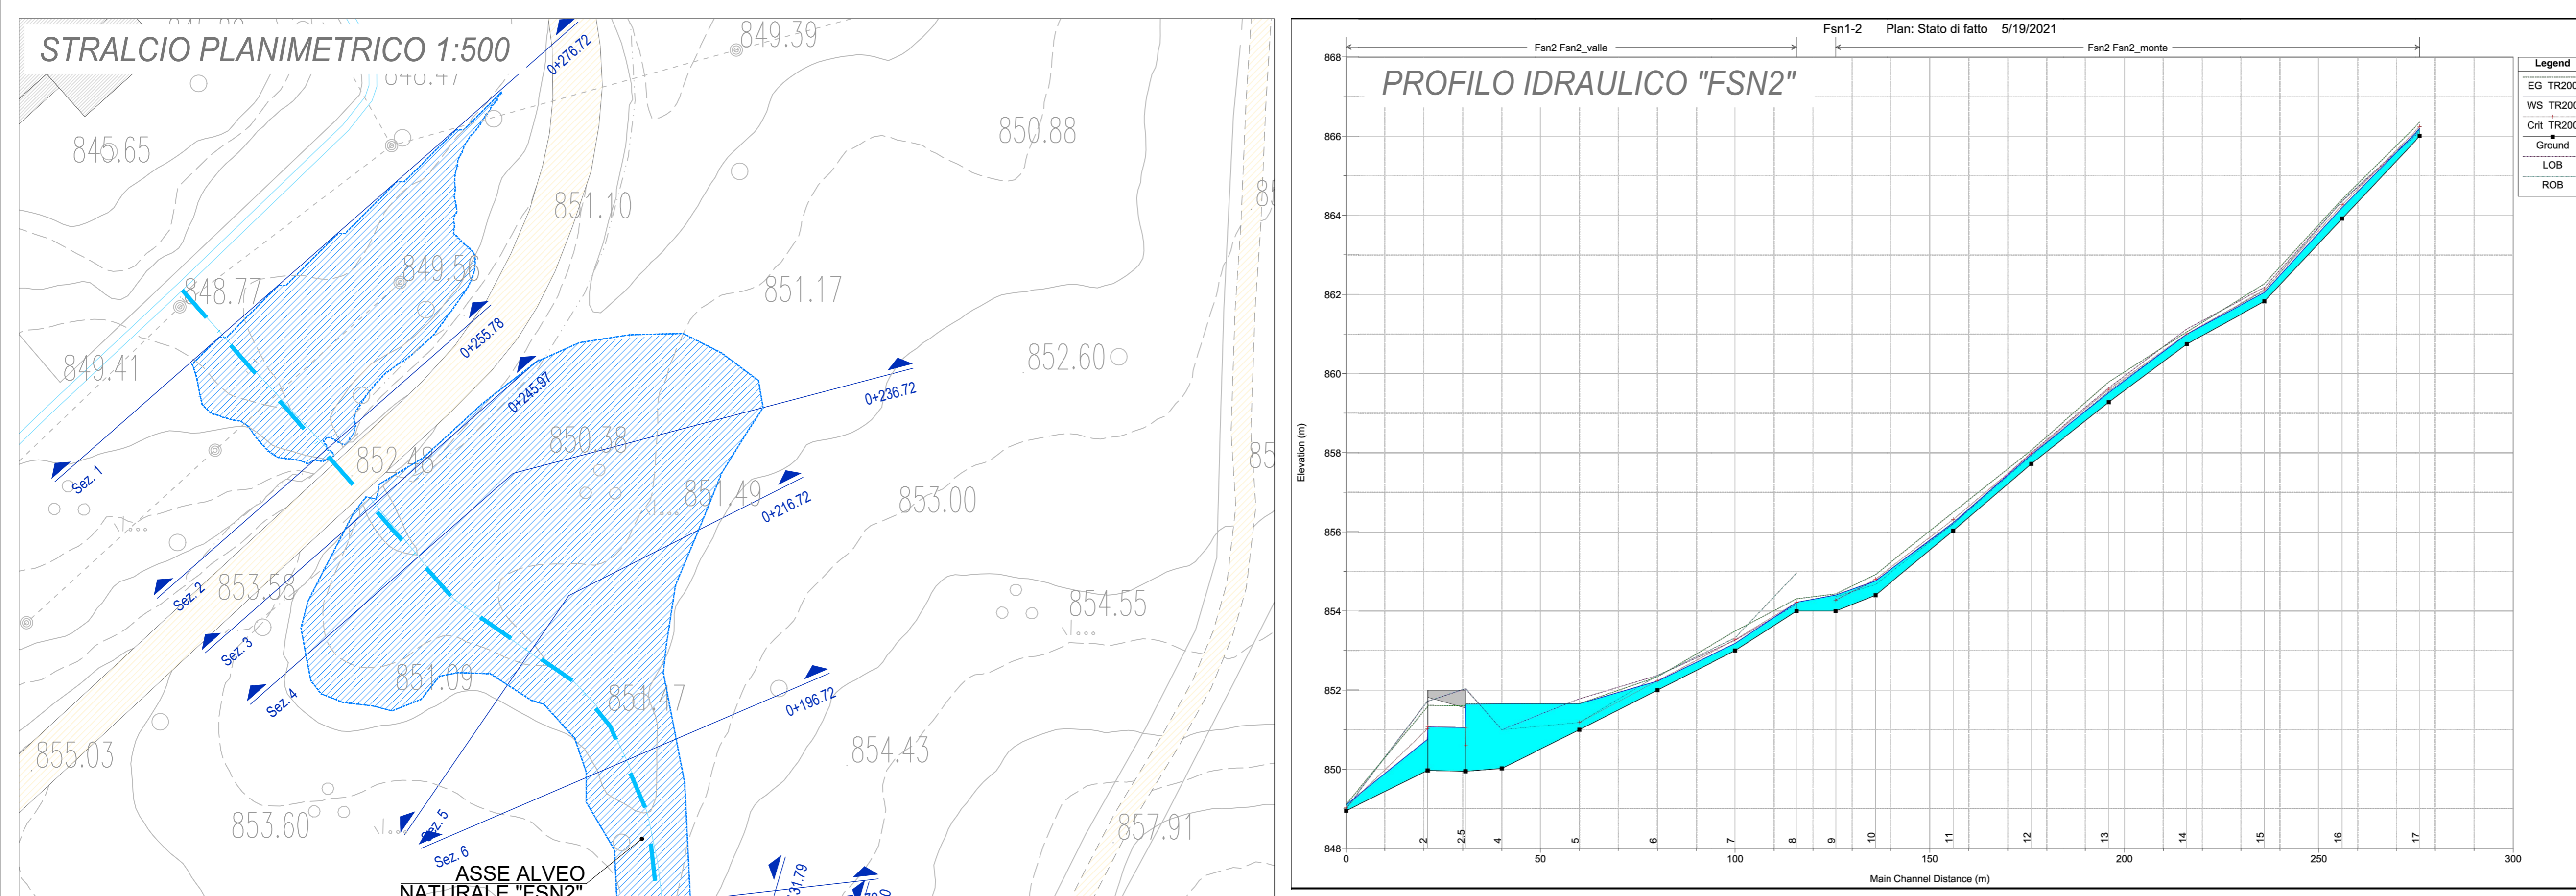 STRALCIO PLANIMETRICO 1:500
0+276.72
849.39
845.65
850.88
851.10
849.56
848.77
851.17
0+255.78
849.41
0+245.97
852.60
0+236.72
850.38
852.48
Sez. 1
851.49
853.00
0+216.72
Sez. 2
853.58
854.55
Sez. 3
851.09
851.47
Sez. 4
0+196.72
855.03
854.43
Sez. 5
853.60
857.91
Sez. 6
ASSE ALVEO
NATURALE "FSN2"
Fsn1-2 Plan: Stato di fatto 5/19/2021
Fsn2 Fsn2_valle
Fsn2 Fsn2_monte
PROFILO IDRAULICO "FSN2"
Legend
EG TR200
WS TR200
Crit TR200
Ground
LOB
ROB
868
866
864
862
860
858
856
854
852
850
848
Elevation (m)
2
2.5
4
5
6
7
8
9
10
11
12
13
14
15
16
17
0
50
100
150
200
250
300
Main Channel Distance (m)